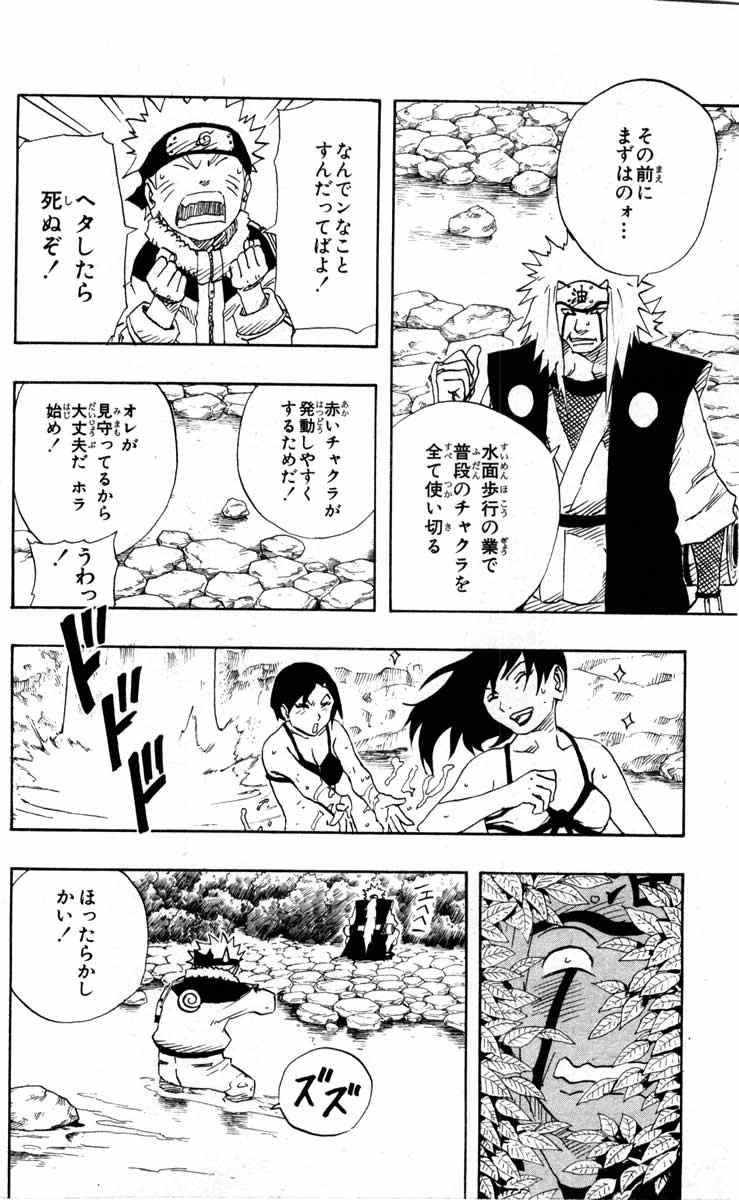 その前に
まずはのォ…
油
水面歩行の業で
普段のチャクラを
全て使い切る
なんでンなこと
すんだってばよ！
ヘタしたら
死ぬぞ！
赤いチャクラが
発動しやすく
するためだ！
オレが
見守ってるから
大丈夫だ ホラ
始め！
うわっ
！
ドドド
ニエヘヘ
ズズズ
ほったらかし
かい！